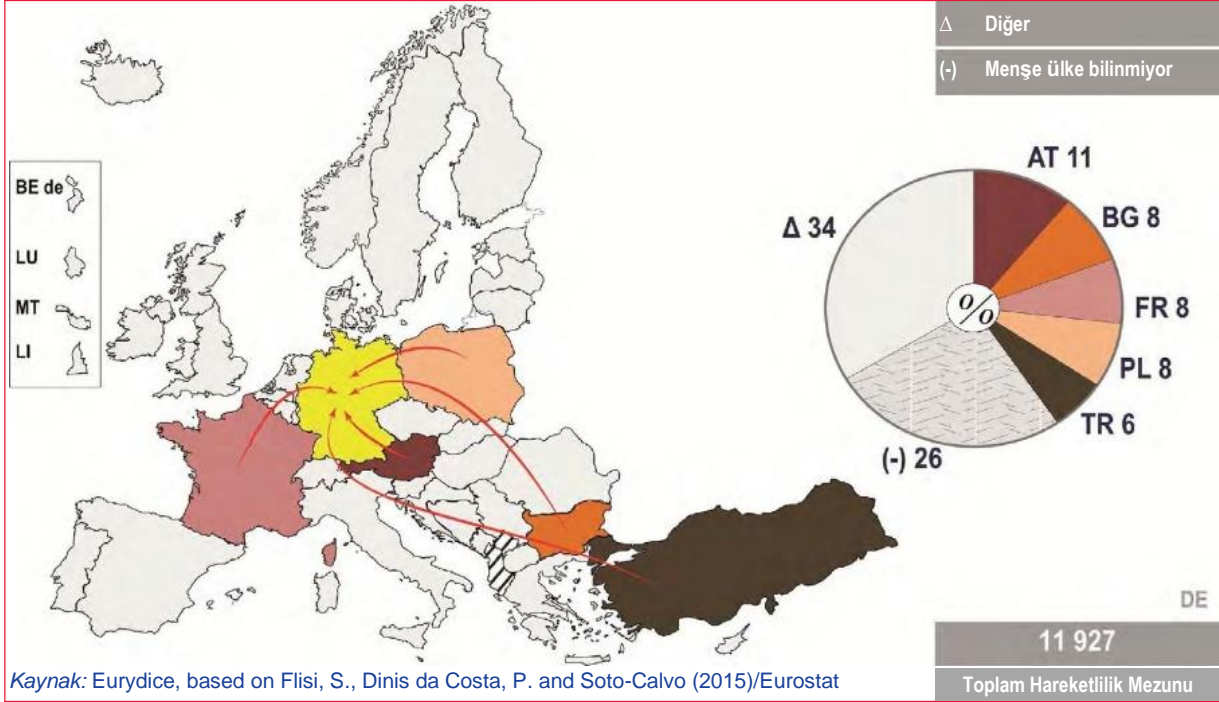 Δ Diğer
(-) Menşe ülke bilinmiyor
BE de
LU
MT
LI
AT 11
BG 8
FR 8
PL 8
TR 6
(-) 26
Δ 34
%
DE
11 927
Toplam Hareketlilik Mezunu
Kaynak: Eurydice, based on Flisi, S., Dinis da Costa, P. and Soto-Calvo (2015)/Eurostat